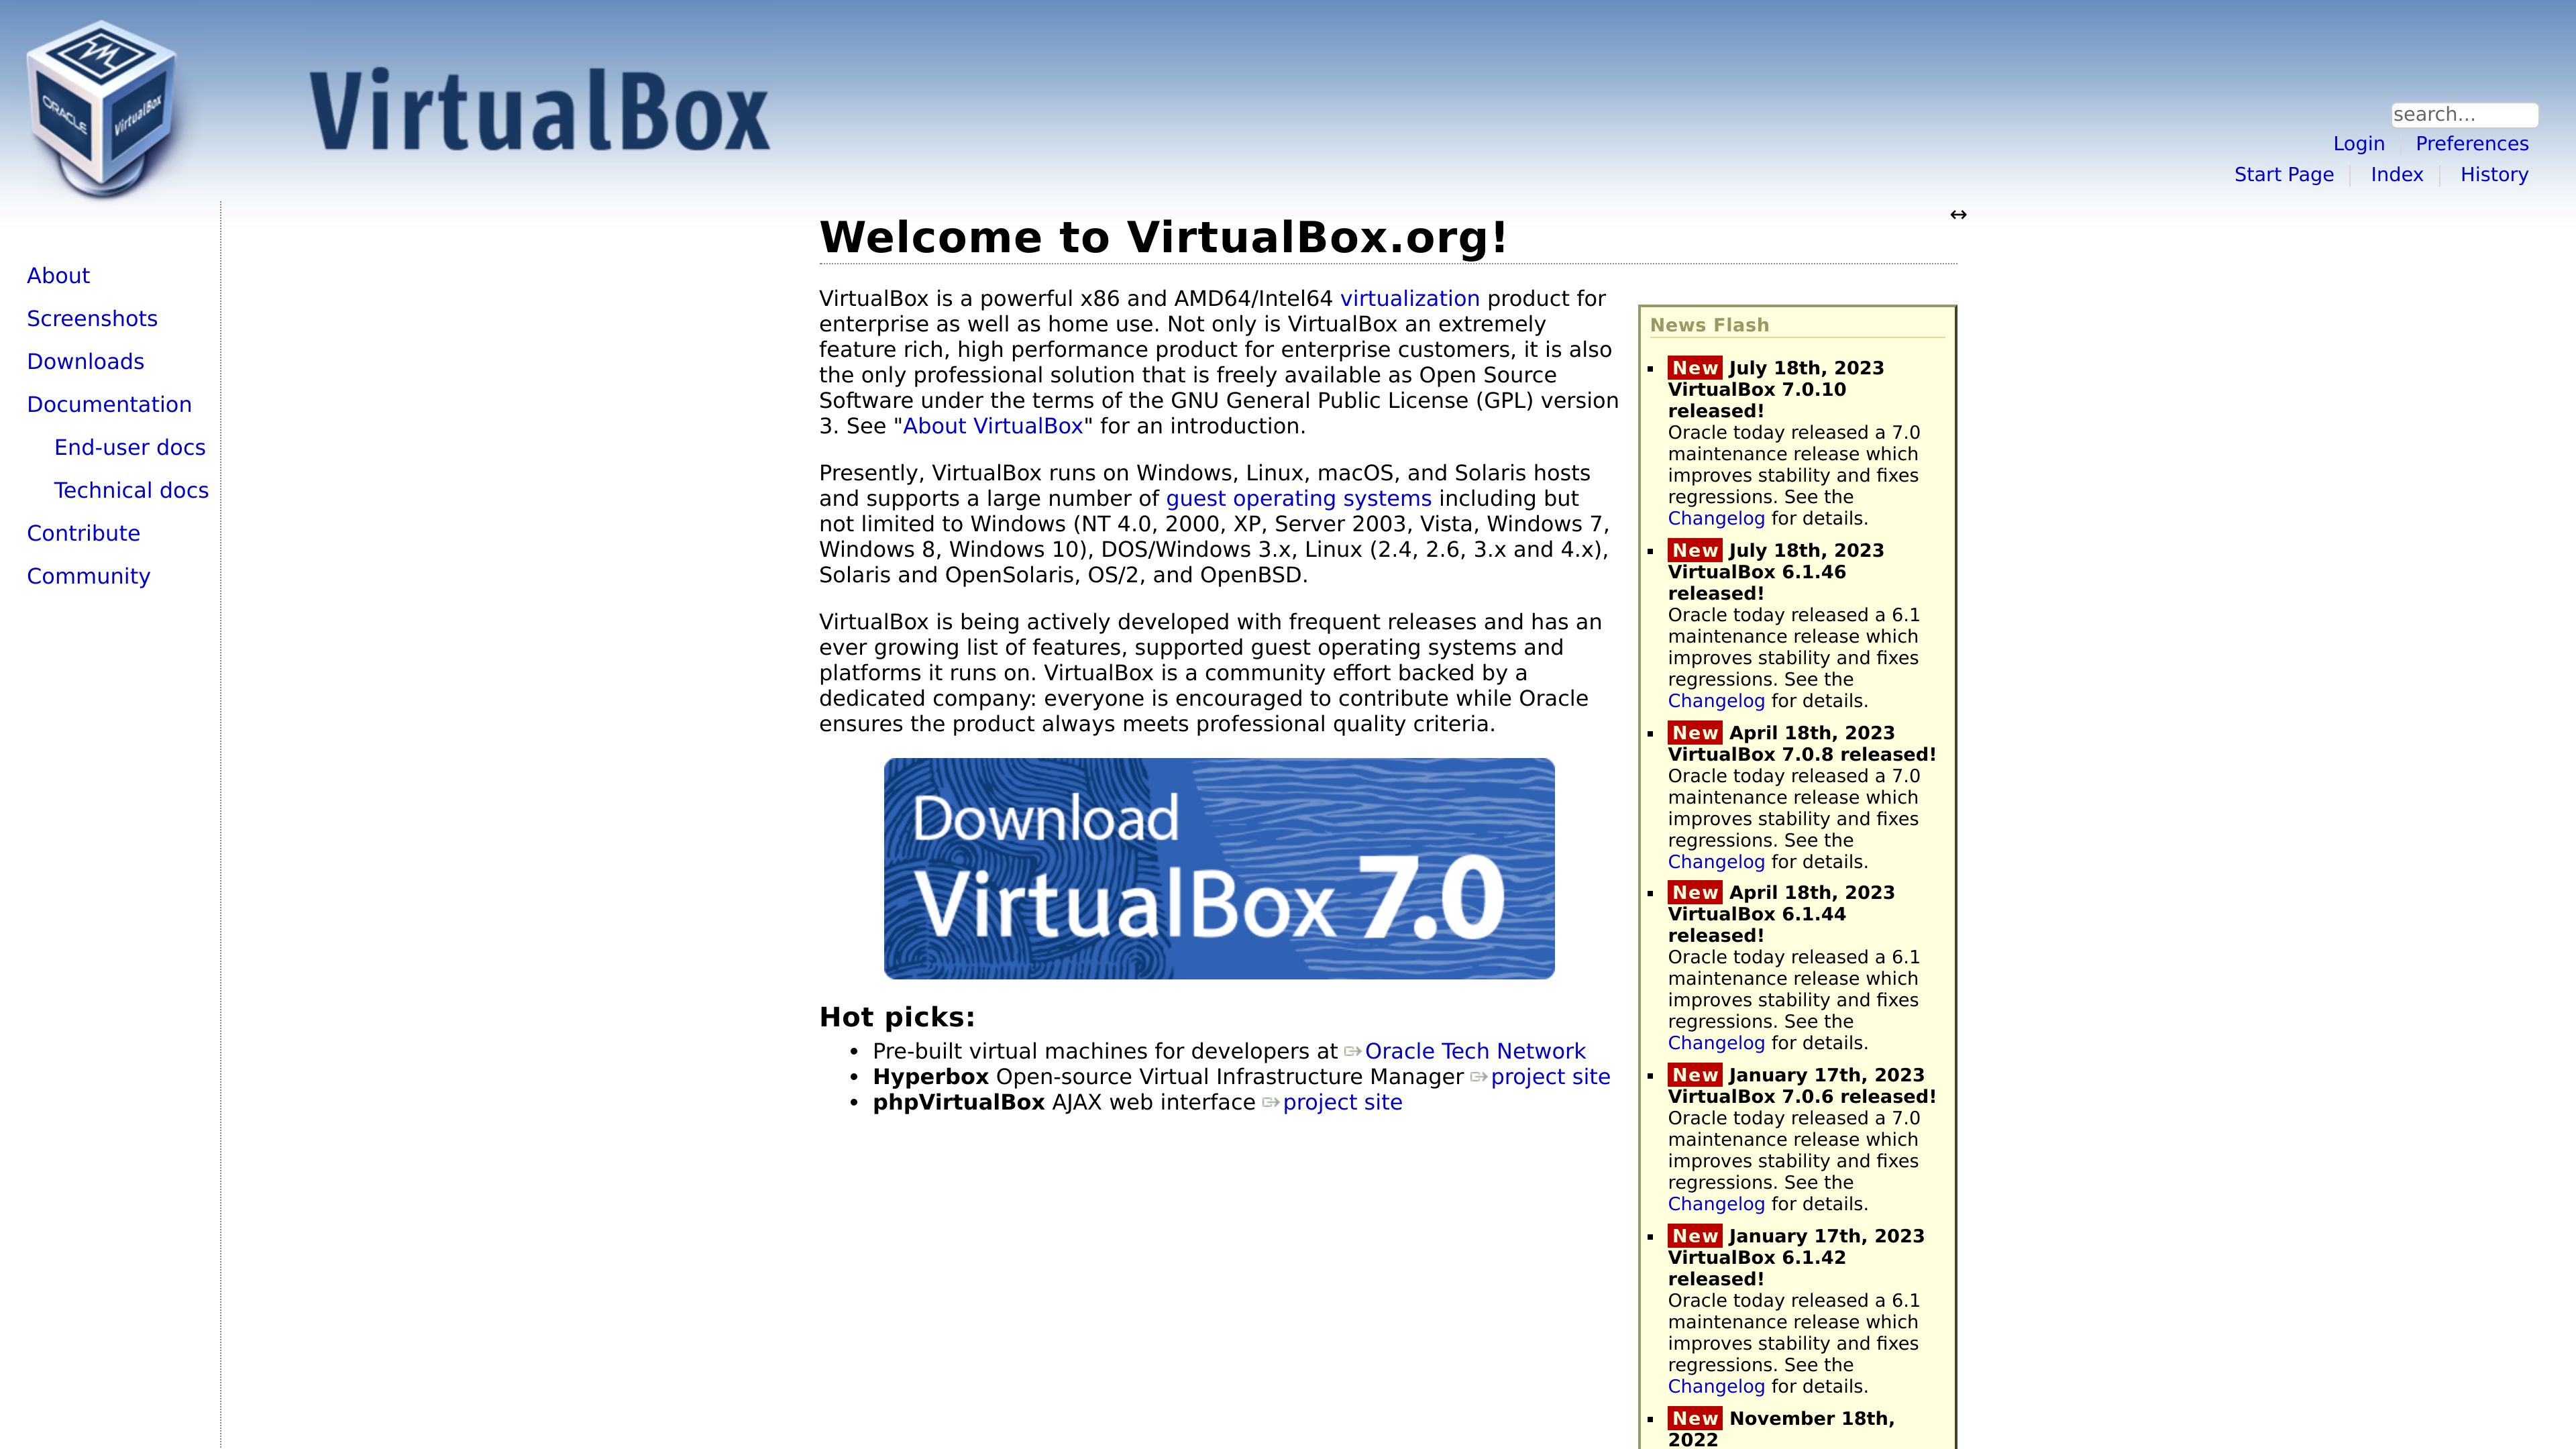 ORACLE
VirtualBox
VirtualBox
search...
Login
Preferences
Start Page
Index
History
About
Screenshots
Downloads
Documentation
End-user docs
Technical docs
Contribute
Community
↔
Welcome to VirtualBox.org!
VirtualBox is a powerful x86 and AMD64/Intel64 virtualization product for
enterprise as well as home use. Not only is VirtualBox an extremely
feature rich, high performance product for enterprise customers, it is also
the only professional solution that is freely available as Open Source
Software under the terms of the GNU General Public License (GPL) version
3. See "About VirtualBox" for an introduction.
Presently, VirtualBox runs on Windows, Linux, macOS, and Solaris hosts
and supports a large number of guest operating systems including but
not limited to Windows (NT 4.0, 2000, XP, Server 2003, Vista, Windows 7,
Windows 8, Windows 10), DOS/Windows 3.x, Linux (2.4, 2.6, 3.x and 4.x),
Solaris and OpenSolaris, OS/2, and OpenBSD.
VirtualBox is being actively developed with frequent releases and has an
ever growing list of features, supported guest operating systems and
platforms it runs on. VirtualBox is a community effort backed by a
dedicated company: everyone is encouraged to contribute while Oracle
ensures the product always meets professional quality criteria.
Download
VirtualBox 7.0
Hot picks:
• Pre-built virtual machines for developers at Oracle Tech Network
• Hyperbox Open-source Virtual Infrastructure Manager project site
• phpVirtualBox AJAX web interface project site
News Flash
New July 18th, 2023
VirtualBox 7.0.10
released!
Oracle today released a 7.0
maintenance release which
improves stability and fixes
regressions. See the
Changelog for details.
New July 18th, 2023
VirtualBox 6.1.46
released!
Oracle today released a 6.1
maintenance release which
improves stability and fixes
regressions. See the
Changelog for details.
New April 18th, 2023
VirtualBox 7.0.8 released!
Oracle today released a 7.0
maintenance release which
improves stability and fixes
regressions. See the
Changelog for details.
New April 18th, 2023
VirtualBox 6.1.44
released!
Oracle today released a 6.1
maintenance release which
improves stability and fixes
regressions. See the
Changelog for details.
New January 17th, 2023
VirtualBox 7.0.6 released!
Oracle today released a 7.0
maintenance release which
improves stability and fixes
regressions. See the
Changelog for details.
New January 17th, 2023
VirtualBox 6.1.42
released!
Oracle today released a 6.1
maintenance release which
improves stability and fixes
regressions. See the
Changelog for details.
New November 18th,
2022